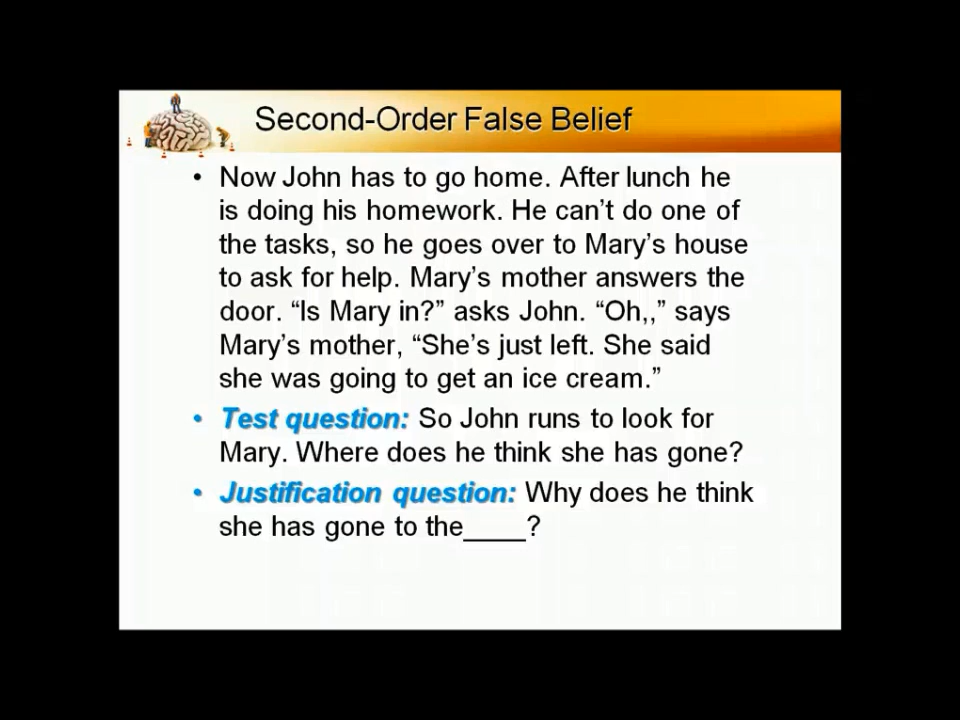 Second-Order False Belief
• Now John has to go home. After lunch he
is doing his homework. He can’t do one of
the tasks, so he goes over to Mary’s house
to ask for help. Mary’s mother answers the
door. “Is Mary in?” asks John. “Oh,,” says
Mary’s mother, “She’s just left. She said
she was going to get an ice cream.”
• Test question: So John runs to look for
Mary. Where does he think she has gone?
• Justification question: Why does he think
she has gone to the____?